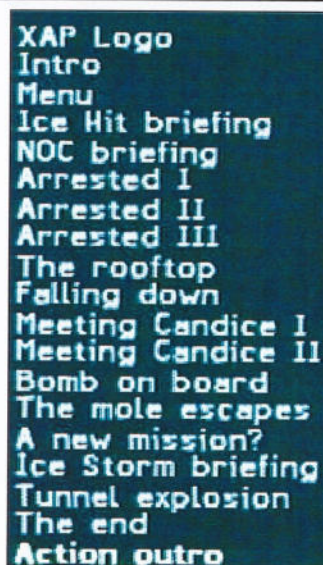 XAP Logo
Intro
Menu
Ice Hit briefing
NOC briefing
Arrested I
Arrested II
Arrested III
The rooftop
Falling down
Meeting Candice I
Meeting Candice II
Bomb on board
The mole escapes
A new mission?
Ice Storm briefing
Tunnel explosion
The end
Action outro